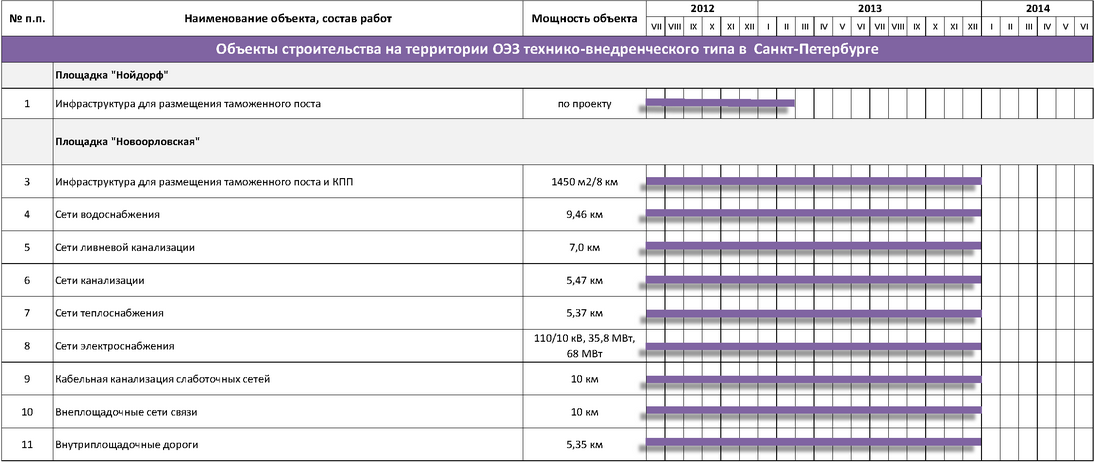 № п.п. Наименование объекта, состав работ Мощность объекта 2012 2013 2014
VII VIII IX X XI XII I II III IV V VI VII VIII IX X XI XII I II III IV V VI
Объекты строительства на территории ОЭЗ технико-внедренческого типа в Санкт-Петербурге
Площадка "Нойдорф"
1 Инфраструктура для размещения таможенного поста по проекту
Площадка "Новоорловская"
3 Инфраструктура для размещения таможенного поста и КПП 1450 м2/8 км
4 Сети водоснабжения 9,46 км
5 Сети ливневой канализации 7,0 км
6 Сети канализации 5,47 км
7 Сети теплоснабжения 5,37 км
8 Сети электроснабжения 110/10 кВ, 35,8 МВт,
68 МВт
9 Кабельная канализация слаботочных сетей 10 км
10 Внеплощадочные сети связи 10 км
11 Внутриплощадочные дороги 5,35 км